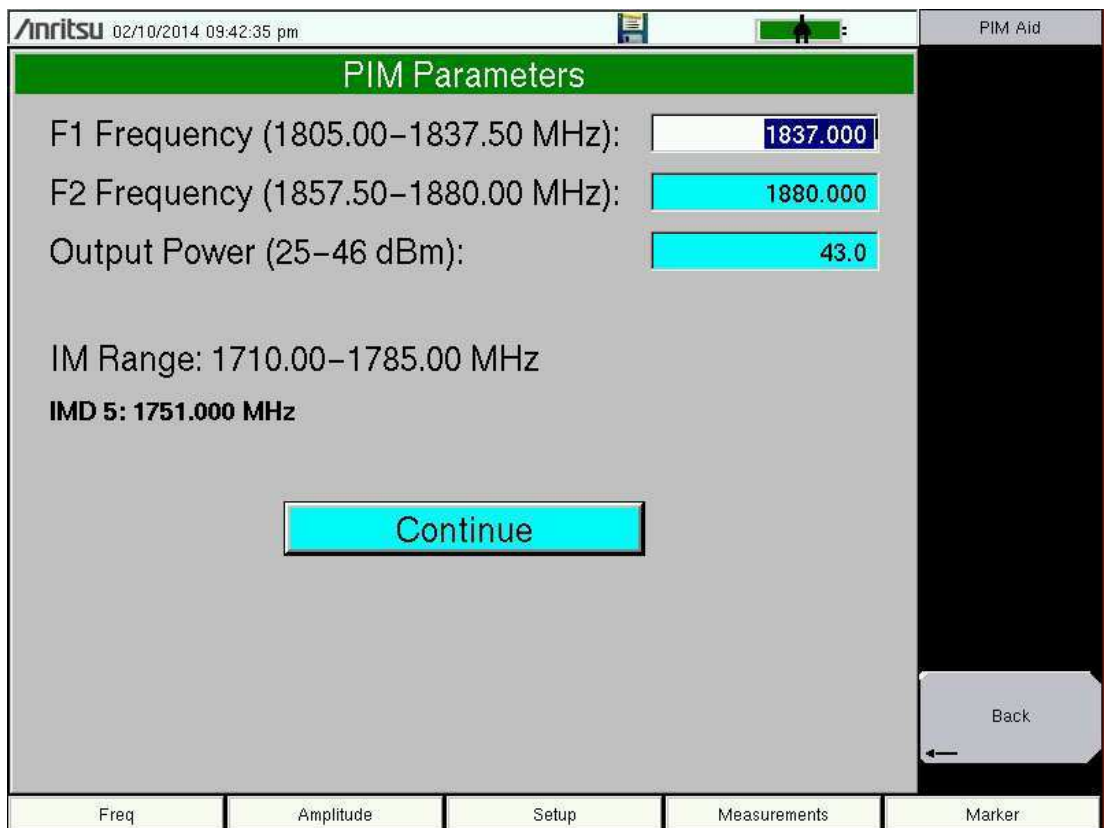 Anritsu 02/10/2014 09:42:35 pm
PIM Aid
PIM Parameters
F1 Frequency (1805.00–1837.50 MHz): 1837.000
F2 Frequency (1857.50–1880.00 MHz): 1880.000
Output Power (25–46 dBm): 43.0
IM Range: 1710.00–1785.00 MHz
IMD 5: 1751.000 MHz
Continue
Back
Freq Amplitude Setup Measurements Marker